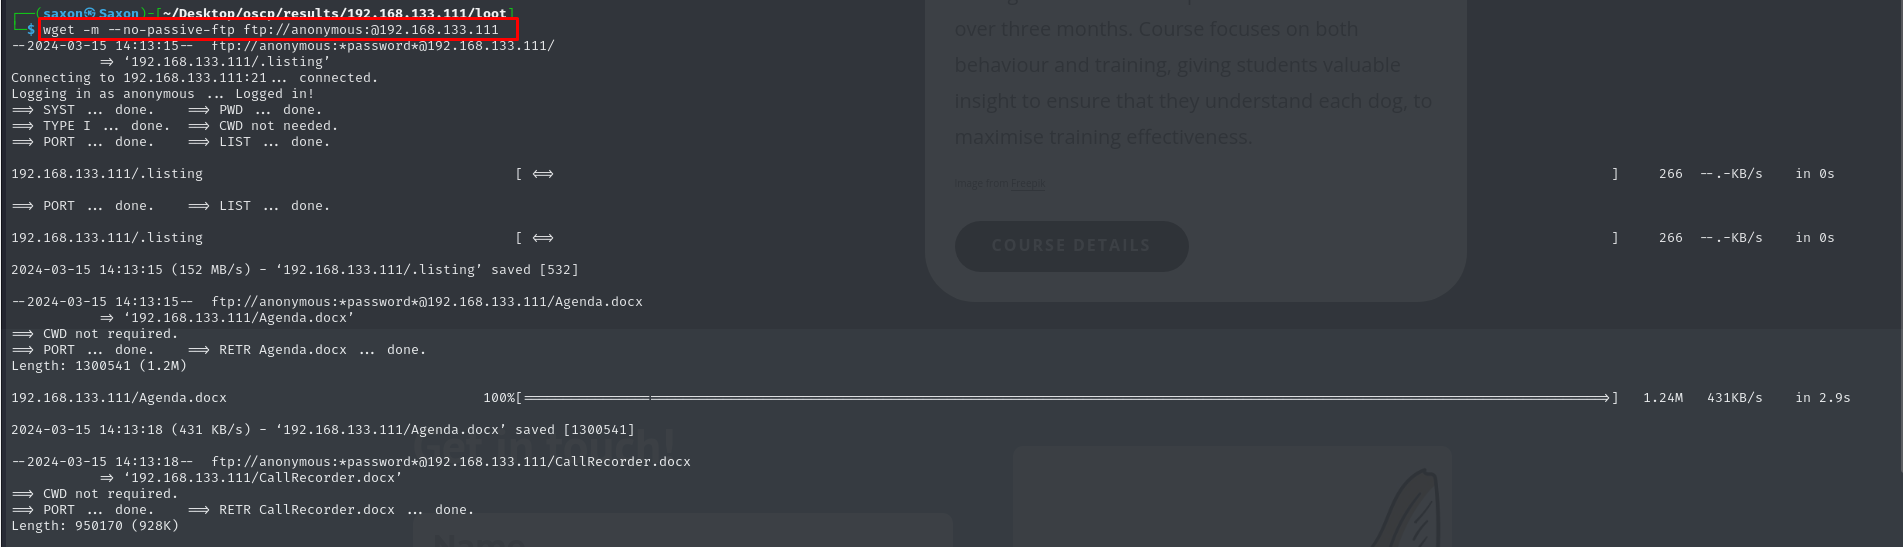 ┌──(saxon㉿Saxon)-[~/Desktop/oscp/results/192.168.133.111/loot]
└─$ wget -m --no-passive-ftp ftp://anonymous:@192.168.133.111
--2024-03-15 14:13:15-- ftp://anonymous:*password*@192.168.133.111/
=> ‘192.168.133.111/.listing’
Connecting to 192.168.133.111:21... connected.
Logging in as anonymous ... Logged in!
==> SYST ... done. ==> PWD ... done.
==> TYPE I ... done. ==> CWD not needed.
==> PORT ... done. ==> LIST ... done.
192.168.133.111/.listing [ <=> ] 266 --.-KB/s in 0s
==> PORT ... done. ==> LIST ... done.
192.168.133.111/.listing [ <=> ] 266 --.-KB/s in 0s
2024-03-15 14:13:15 (152 MB/s) - ‘192.168.133.111/.listing’ saved [532]
--2024-03-15 14:13:15-- ftp://anonymous:*password*@192.168.133.111/Agenda.docx
=> ‘192.168.133.111/Agenda.docx’
==> CWD not required.
==> PORT ... done. ==> RETR Agenda.docx ... done.
Length: 1300541 (1.2M)
192.168.133.111/Agenda.docx 100%[==================>] 1.24M 431KB/s in 2.9s
2024-03-15 14:13:18 (431 KB/s) - ‘192.168.133.111/Agenda.docx’ saved [1300541]
--2024-03-15 14:13:18-- ftp://anonymous:*password*@192.168.133.111/CallRecorder.docx
=> ‘192.168.133.111/CallRecorder.docx’
==> CWD not required.
==> PORT ... done. ==> RETR CallRecorder.docx ... done.
Length: 950170 (928K)
over three months. Course focuses on both
behaviour and training, giving students valuable
insight to ensure that they understand each dog, to
maximise training effectiveness.
Image from Freepik
COURSE DETAILS
Get in touch!
Name